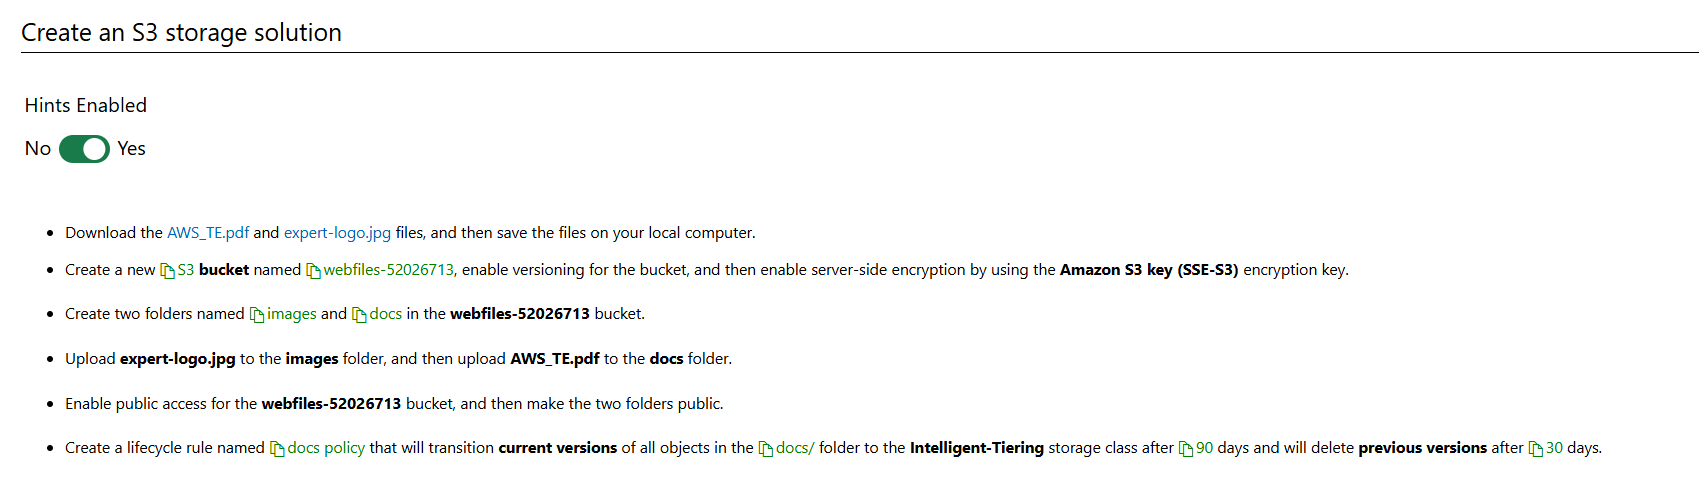 Create an S3 storage solution
Hints Enabled
No Yes
Download the AWS_TE.pdf and expert-logo.jpg files, and then save the files on your local computer.
Create a new S3 bucket named webfiles-52026713, enable versioning for the bucket, and then enable server-side encryption by using the Amazon S3 key (SSE-S3) encryption key.
Create two folders named images and docs in the webfiles-52026713 bucket.
Upload expert-logo.jpg to the images folder, and then upload AWS_TE.pdf to the docs folder.
Enable public access for the webfiles-52026713 bucket, and then make the two folders public.
Create a lifecycle rule named docs policy that will transition current versions of all objects in the docs/ folder to the Intelligent-Tiering storage class after 90 days and will delete previous versions after 30 days.